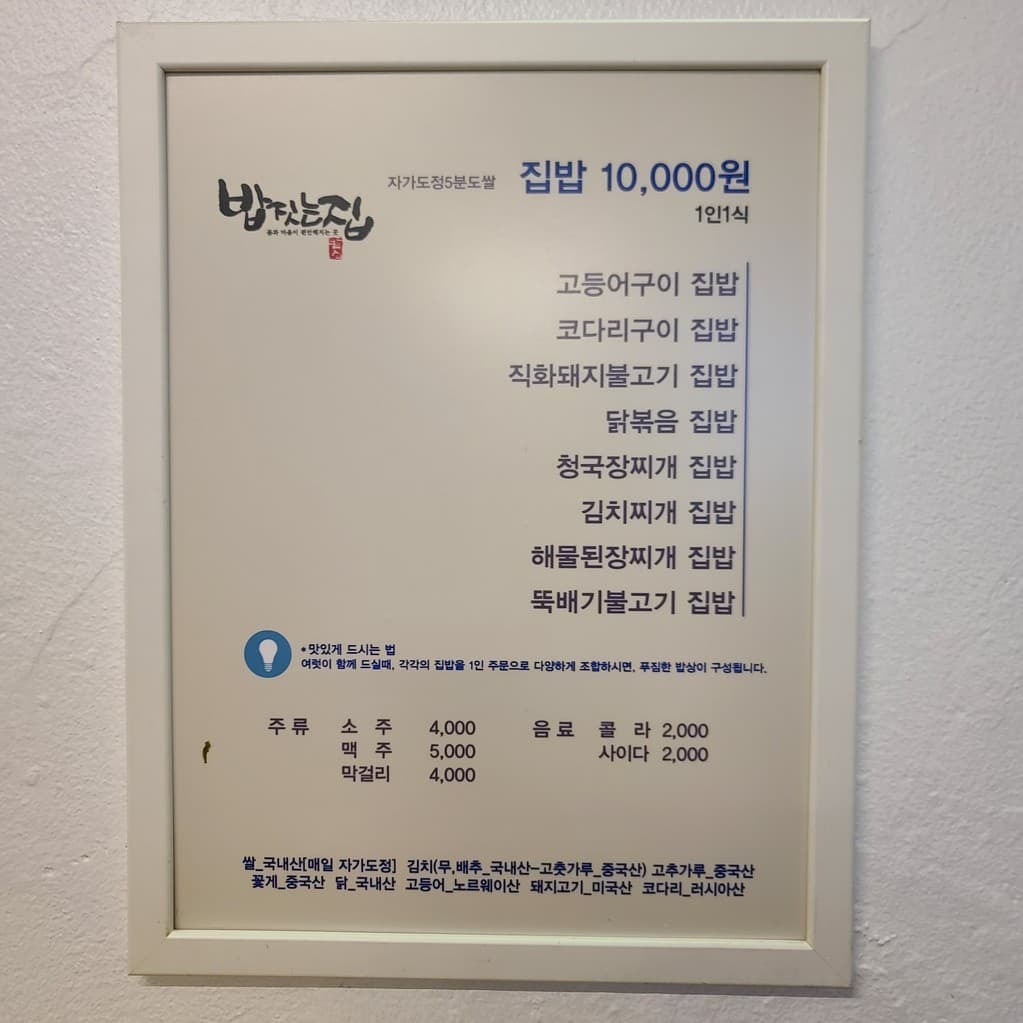 밥짓는집
몸과 마음이 편안해지는 곳
자가도정5분도쌀 집밥 10,000원
1인1식
고등어구이 집밥
코다리구이 집밥
직화돼지불고기 집밥
닭볶음 집밥
청국장찌개 집밥
김치찌개 집밥
해물된장찌개 집밥
뚝배기불고기 집밥
*맛있게 드시는 법
여럿이 함께 드실때, 각각의 집밥을 1인 주문으로 다양하게 조합하시면, 푸짐한 밥상이 구성됩니다.
주류 소 주 4,000 음료 콜 라 2,000
맥 주 5,000 사이다 2,000
막걸리 4,000
쌀_국내산[매일 자가도정] 김치(무,배추_국내산-고춧가루_중국산) 고추가루_중국산
꽃게_중국산 닭_국내산 고등어_노르웨이산 돼지고기_미국산 코다리_러시아산